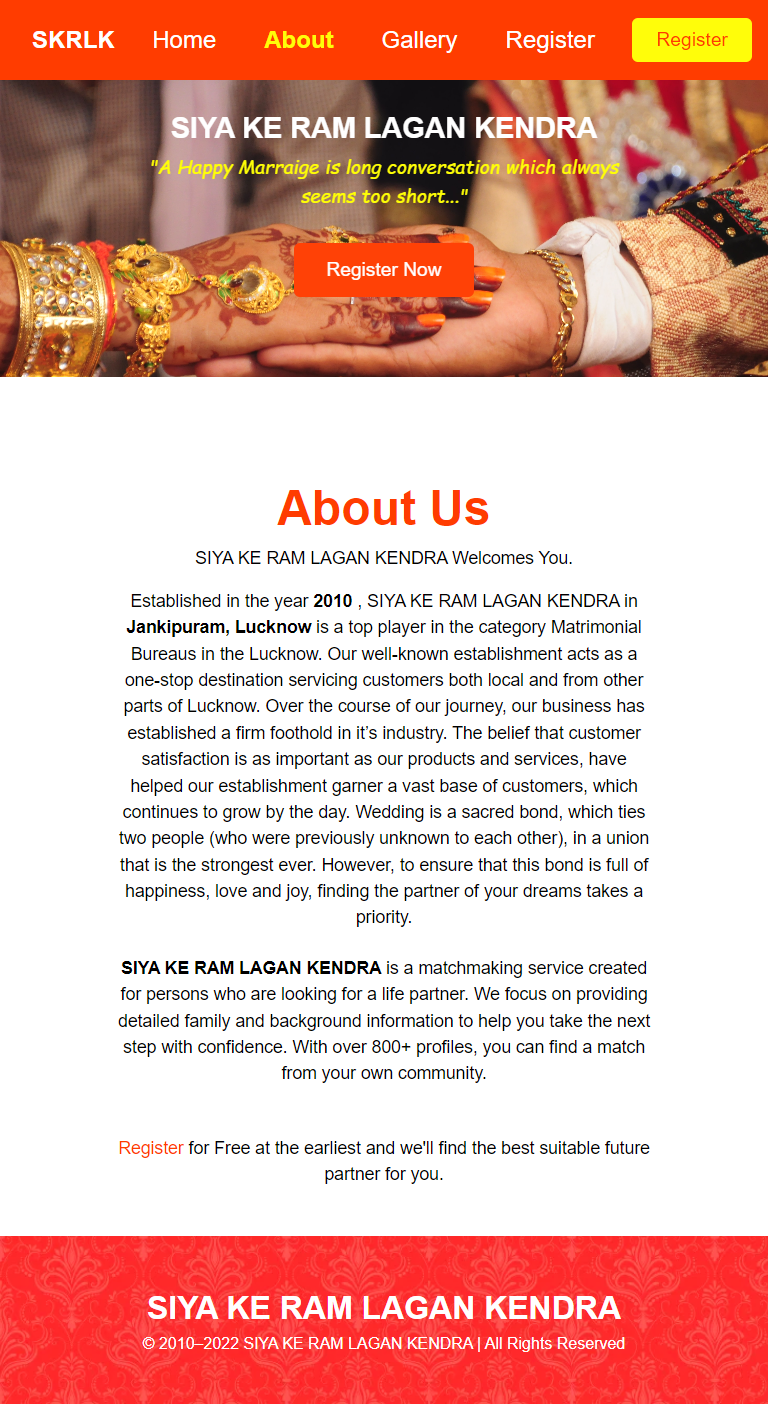 SKRLK Home About Gallery Register Register
SIYA KE RAM LAGAN KENDRA
"A Happy Marraige is long conversation which always
seems too short..."
Register Now
About Us
SIYA KE RAM LAGAN KENDRA Welcomes You.
Established in the year 2010 , SIYA KE RAM LAGAN KENDRA in
Jankipuram, Lucknow is a top player in the category Matrimonial
Bureaus in the Lucknow. Our well-known establishment acts as a
one-stop destination servicing customers both local and from other
parts of Lucknow. Over the course of our journey, our business has
established a firm foothold in it’s industry. The belief that customer
satisfaction is as important as our products and services, have
helped our establishment garner a vast base of customers, which
continues to grow by the day. Wedding is a sacred bond, which ties
two people (who were previously unknown to each other), in a union
that is the strongest ever. However, to ensure that this bond is full of
happiness, love and joy, finding the partner of your dreams takes a
priority.
SIYA KE RAM LAGAN KENDRA is a matchmaking service created
for persons who are looking for a life partner. We focus on providing
detailed family and background information to help you take the next
step with confidence. With over 800+ profiles, you can find a match
from your own community.
Register for Free at the earliest and we'll find the best suitable future
partner for you.
SIYA KE RAM LAGAN KENDRA
© 2010–2022 SIYA KE RAM LAGAN KENDRA | All Rights Reserved